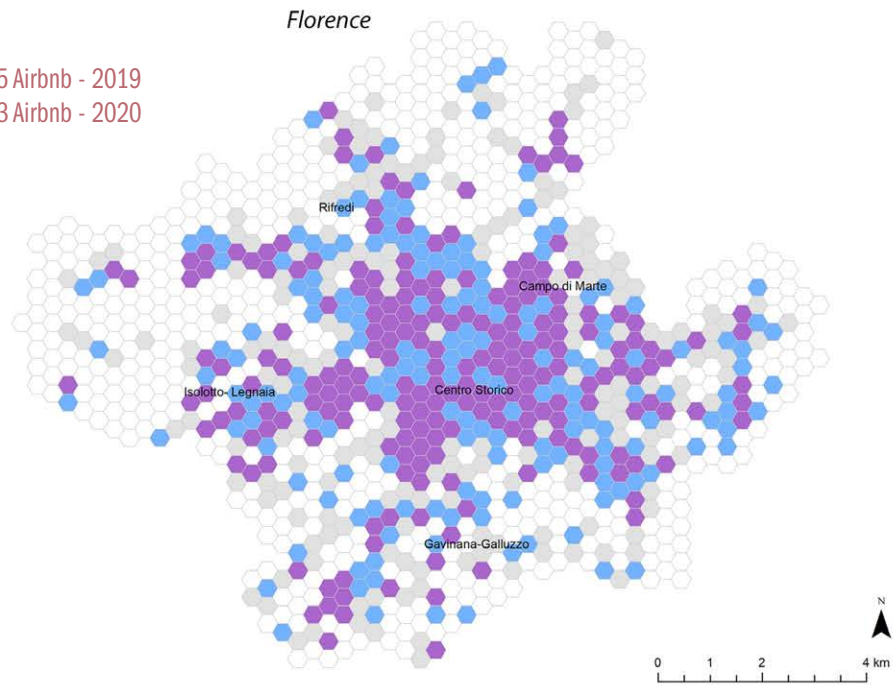 Florence
5 Airbnb - 2019
3 Airbnb - 2020
Rifredi
Campo di Marte
Isolotto- Legnaia
Centro Storico
Gavinana-Galluzzo
N
0 1 2 4 km